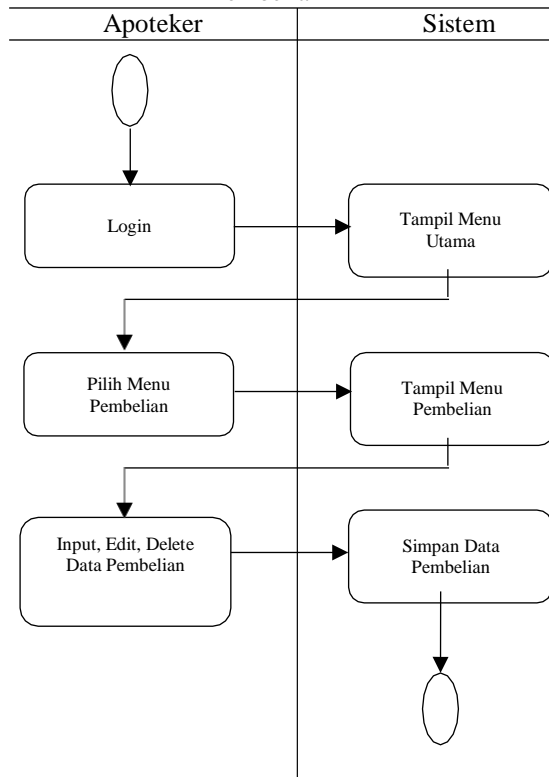 Apoteker
Sistem
Login
Tampil Menu
Utama
Pilih Menu
Pembelian
Tampil Menu
Pembelian
Input, Edit, Delete
Data Pembelian
Simpan Data
Pembelian